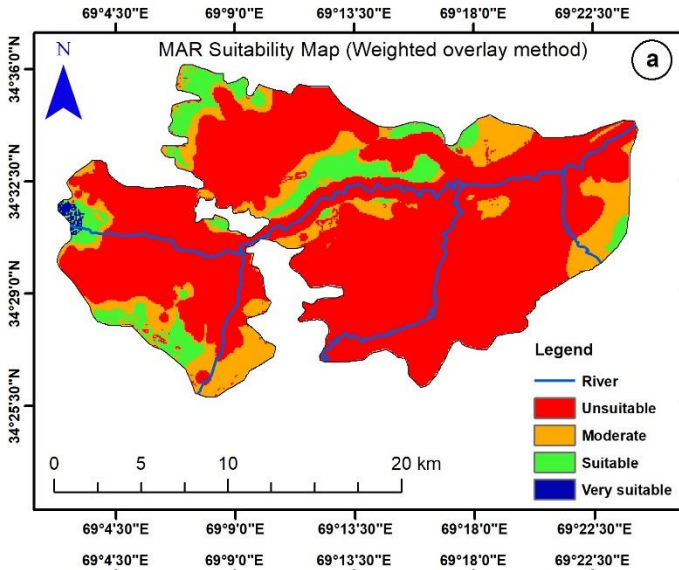 69°4'30"E 69°9'0"E 69°13'30"E 69°18'0"E 69°22'30"E
MAR Suitability Map (Weighted overlay method)
a
N
34°36'0"N
34°32'30"N
34°29'0"N
34°25'30"N
Legend
River
Unsuitable
Moderate
Suitable
Very suitable
0 5 10 20 km
69°4'30"E 69°9'0"E 69°13'30"E 69°18'0"E 69°22'30"E
69°4'30"E 69°9'0"E 69°13'30"E 69°18'0"E 69°22'30"E